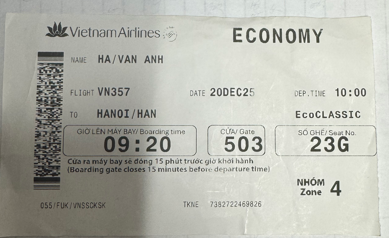 Vietnam Airlines ECONOMY
NAME HA/VAN ANH
FLIGHT VN357 DATE 20DEC25 DEP.TIME 10:00
TO HANOI/HAN EcoCLASSIC
GIỜ LÊN MÁY BAY/ Boarding time CỬA/ Gate SỐ GHẾ/ Seat No.
09:20 503 23G
Cửa ra máy bay sẽ đóng 15 phút trước giờ khởi hành
(Boarding gate closes 15 minutes before departure time)
NHÓM
Zone 4
055/FUK/VNSSCKSK TKNE 7382722469826